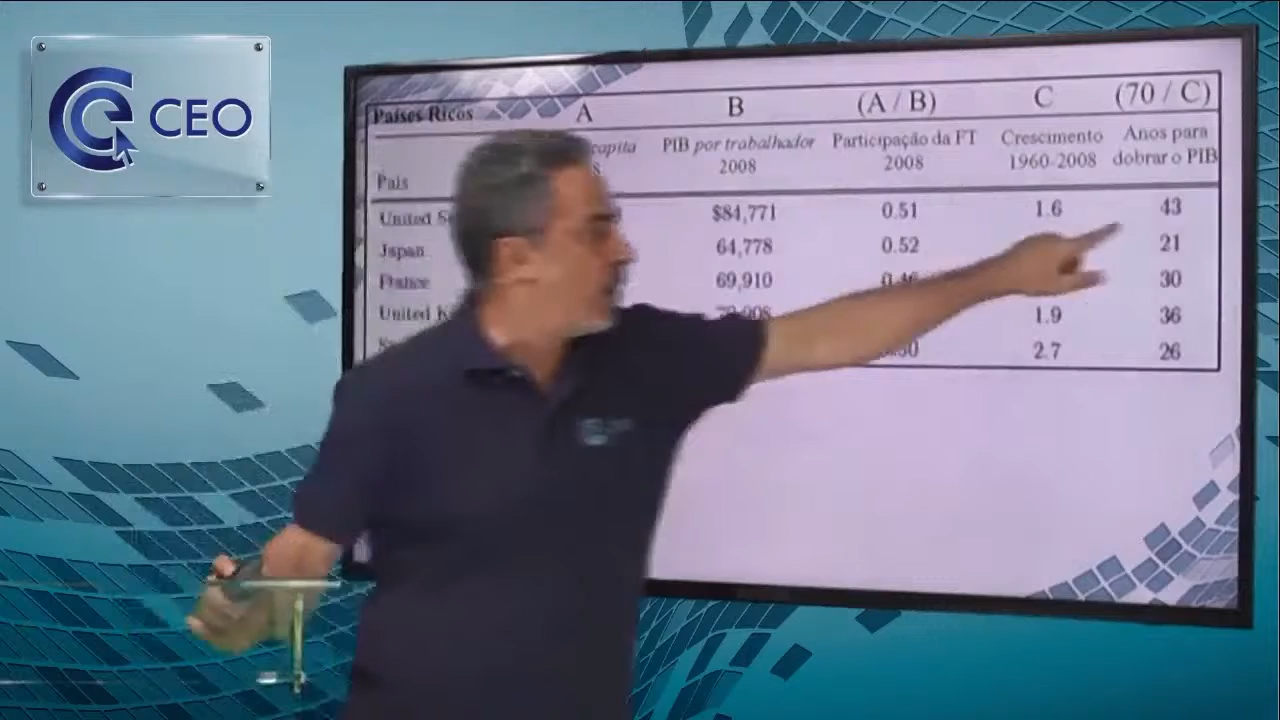 CEO
Países Ricos A B (A / B) C (70 / C)
capita PIB por trabalhador Participação da FT Crescimento Anos para
País 2008 2008 1960-2008 dobrar o PIB
United $84,771 0.51 1.6 43
Japan 64,778 0.52 21
France 69,910 30
United 1.9 36
2.7 26